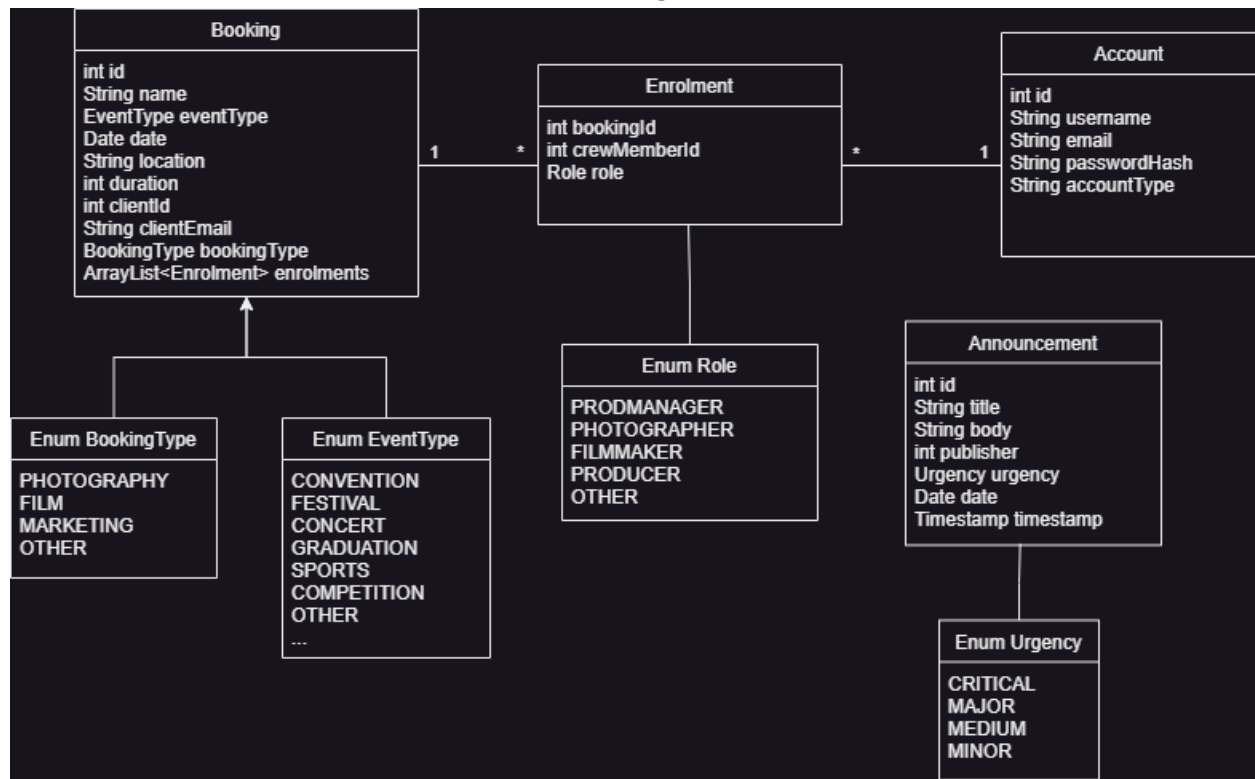 Booking
int id
String name
EventType eventType
Date date
String location
int duration
int clientId
String clientEmail
BookingType bookingType
ArrayList<Enrolment> enrolments
1
*
Enrolment
int bookingId
int crewMemberId
Role role
*
1
Account
int id
String username
String email
String passwordHash
String accountType
Enum BookingType
PHOTOGRAPHY
FILM
MARKETING
OTHER
Enum EventType
CONVENTION
FESTIVAL
CONCERT
GRADUATION
SPORTS
COMPETITION
OTHER
...
Enum Role
PRODMANAGER
PHOTOGRAPHER
FILMMAKER
PRODUCER
OTHER
Announcement
int id
String title
String body
int publisher
Urgency urgency
Date date
Timestamp timestamp
Enum Urgency
CRITICAL
MAJOR
MEDIUM
MINOR